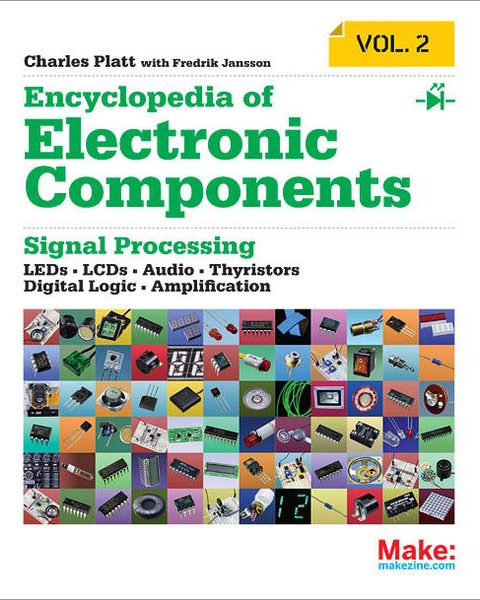 VOL. 2
Charles Platt with Fredrik Jansson
Encyclopedia of
Electronic
Components
Signal Processing
LEDs ▪ LCDs ▪ Audio ▪ Thyristors
Digital Logic ▪ Amplification
12
Make:
makezine.com